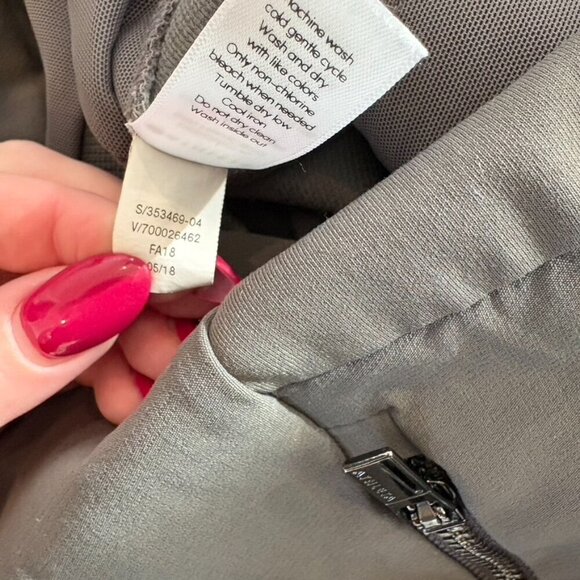 achine wash
cold gentle cycle
Wash and dry
with like colors
Only non-chlorine
bleach when needed
Tumble dry low
Cool iron
Do not dry clean
Wash inside out
S/353469-04
V/700026462
FA18
05/18